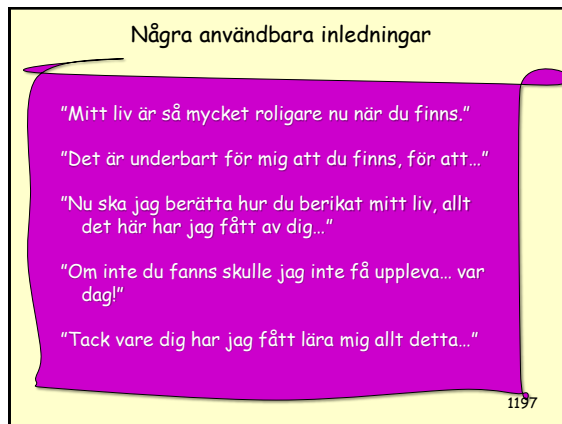 Några användbara inledningar
”Mitt liv är så mycket roligare nu när du finns.”
”Det är underbart för mig att du finns, för att…”
”Nu ska jag berätta hur du berikat mitt liv, allt
det här har jag fått av dig…”
”Om inte du fanns skulle jag inte få uppleva… var
dag!”
”Tack vare dig har jag fått lära mig allt detta…”
1197